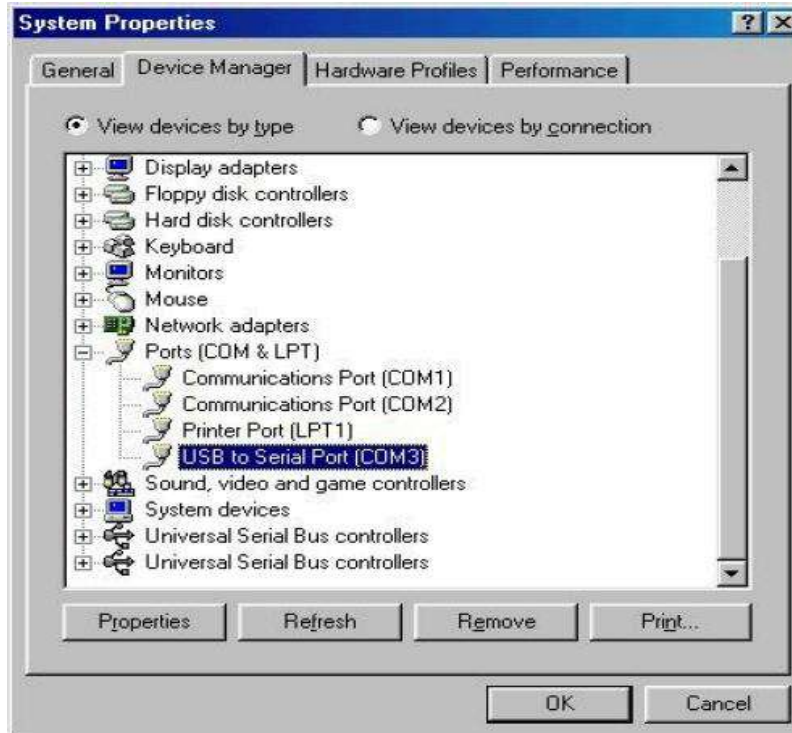 System Properties
? ×
General Device Manager Hardware Profiles Performance
View devices by type View devices by connection
Display adapters
Floppy disk controllers
Hard disk controllers
Keyboard
Monitors
Mouse
Network adapters
Ports (COM & LPT)
Communications Port (COM1)
Communications Port (COM2)
Printer Port (LPT1)
USB to Serial Port (COM3)
Sound, video and game controllers
System devices
Universal Serial Bus controllers
Universal Serial Bus controllers
Properties Refresh Remove Print...
OK Cancel